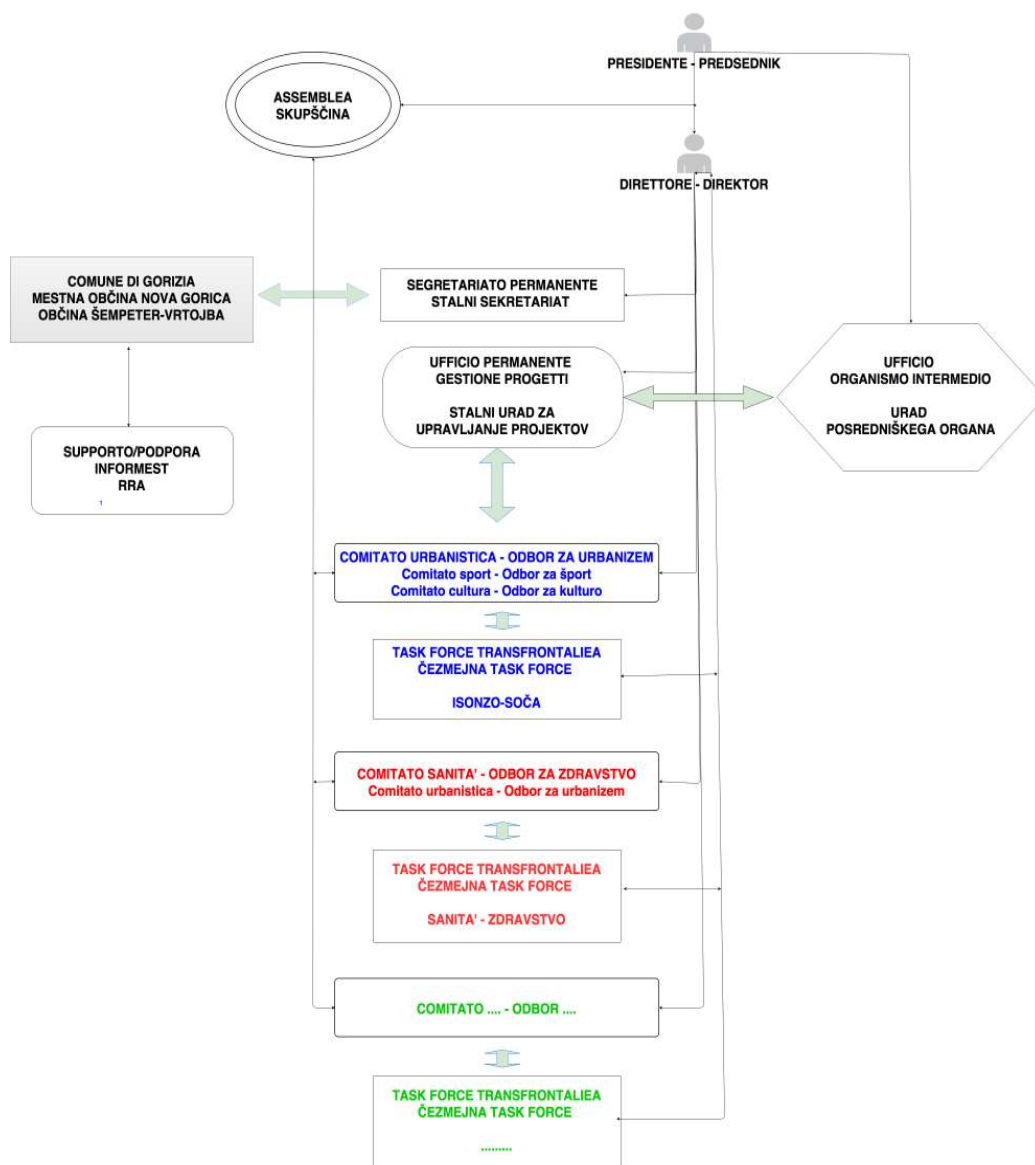 PRESIDENTE - PREDSEDNIK
ASSEMBLEA
SKUPŠČINA
DIRETTORE - DIREKTOR
COMUNE DI GORIZIA
MESTNA OBČINA NOVA GORICA
OBČINA ŠEMPETER-VRTOJBA
SEGRETARIATO PERMANENTE
STALNI SEKRETARIAT
UFFICIO PERMANENTE
GESTIONE PROGETTI
STALNI URAD ZA
UPRAVLJANJE PROJEKTOV
UFFICIO
ORGANISMO INTERMEDIO
URAD
POSREDNIŠKEGA ORGANA
SUPPORTO/PODPORA
INFORMEST
RRA
1
COMITATO URBANISTICA - ODBOR ZA URBANIZEM
Comitato sport - Odbor za šport
Comitato cultura - Odbor za kulturo
TASK FORCE TRANSFRONTALIEA
ČEZMEJNA TASK FORCE
ISONZO-SOČA
COMITATO SANITA' - ODBOR ZA ZDRAVSTVO
Comitato urbanistica - Odbor za urbanizem
TASK FORCE TRANSFRONTALIEA
ČEZMEJNA TASK FORCE
SANITA' - ZDRAVSTVO
COMITATO .... - ODBOR ....
TASK FORCE TRANSFRONTALIEA
ČEZMEJNA TASK FORCE
.........